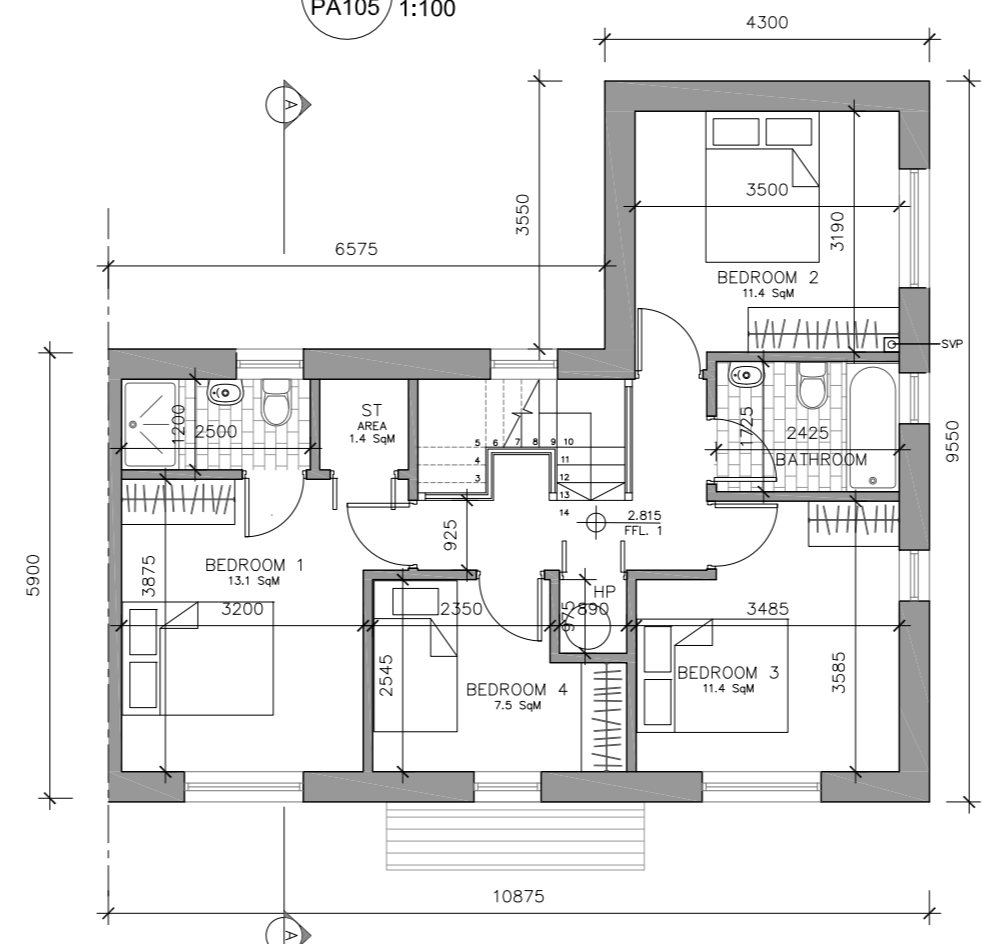 PA105 1:100
4300
A
3550
3500
3190
6575
BEDROOM 2
11.4 SqM
SVP
ST
AREA
1.4 SqM
1200
2500
1725
2425
BATHROOM
9550
5 6 7 8 9 10
4 11
3 12
13
14
2.815
FFL. 1
925
5900
BEDROOM 1
13.1 SqM
3875
HP
3200
2350
975
890
3485
2545
BEDROOM 4
7.5 SqM
BEDROOM 3
11.4 SqM
3585
10875
A